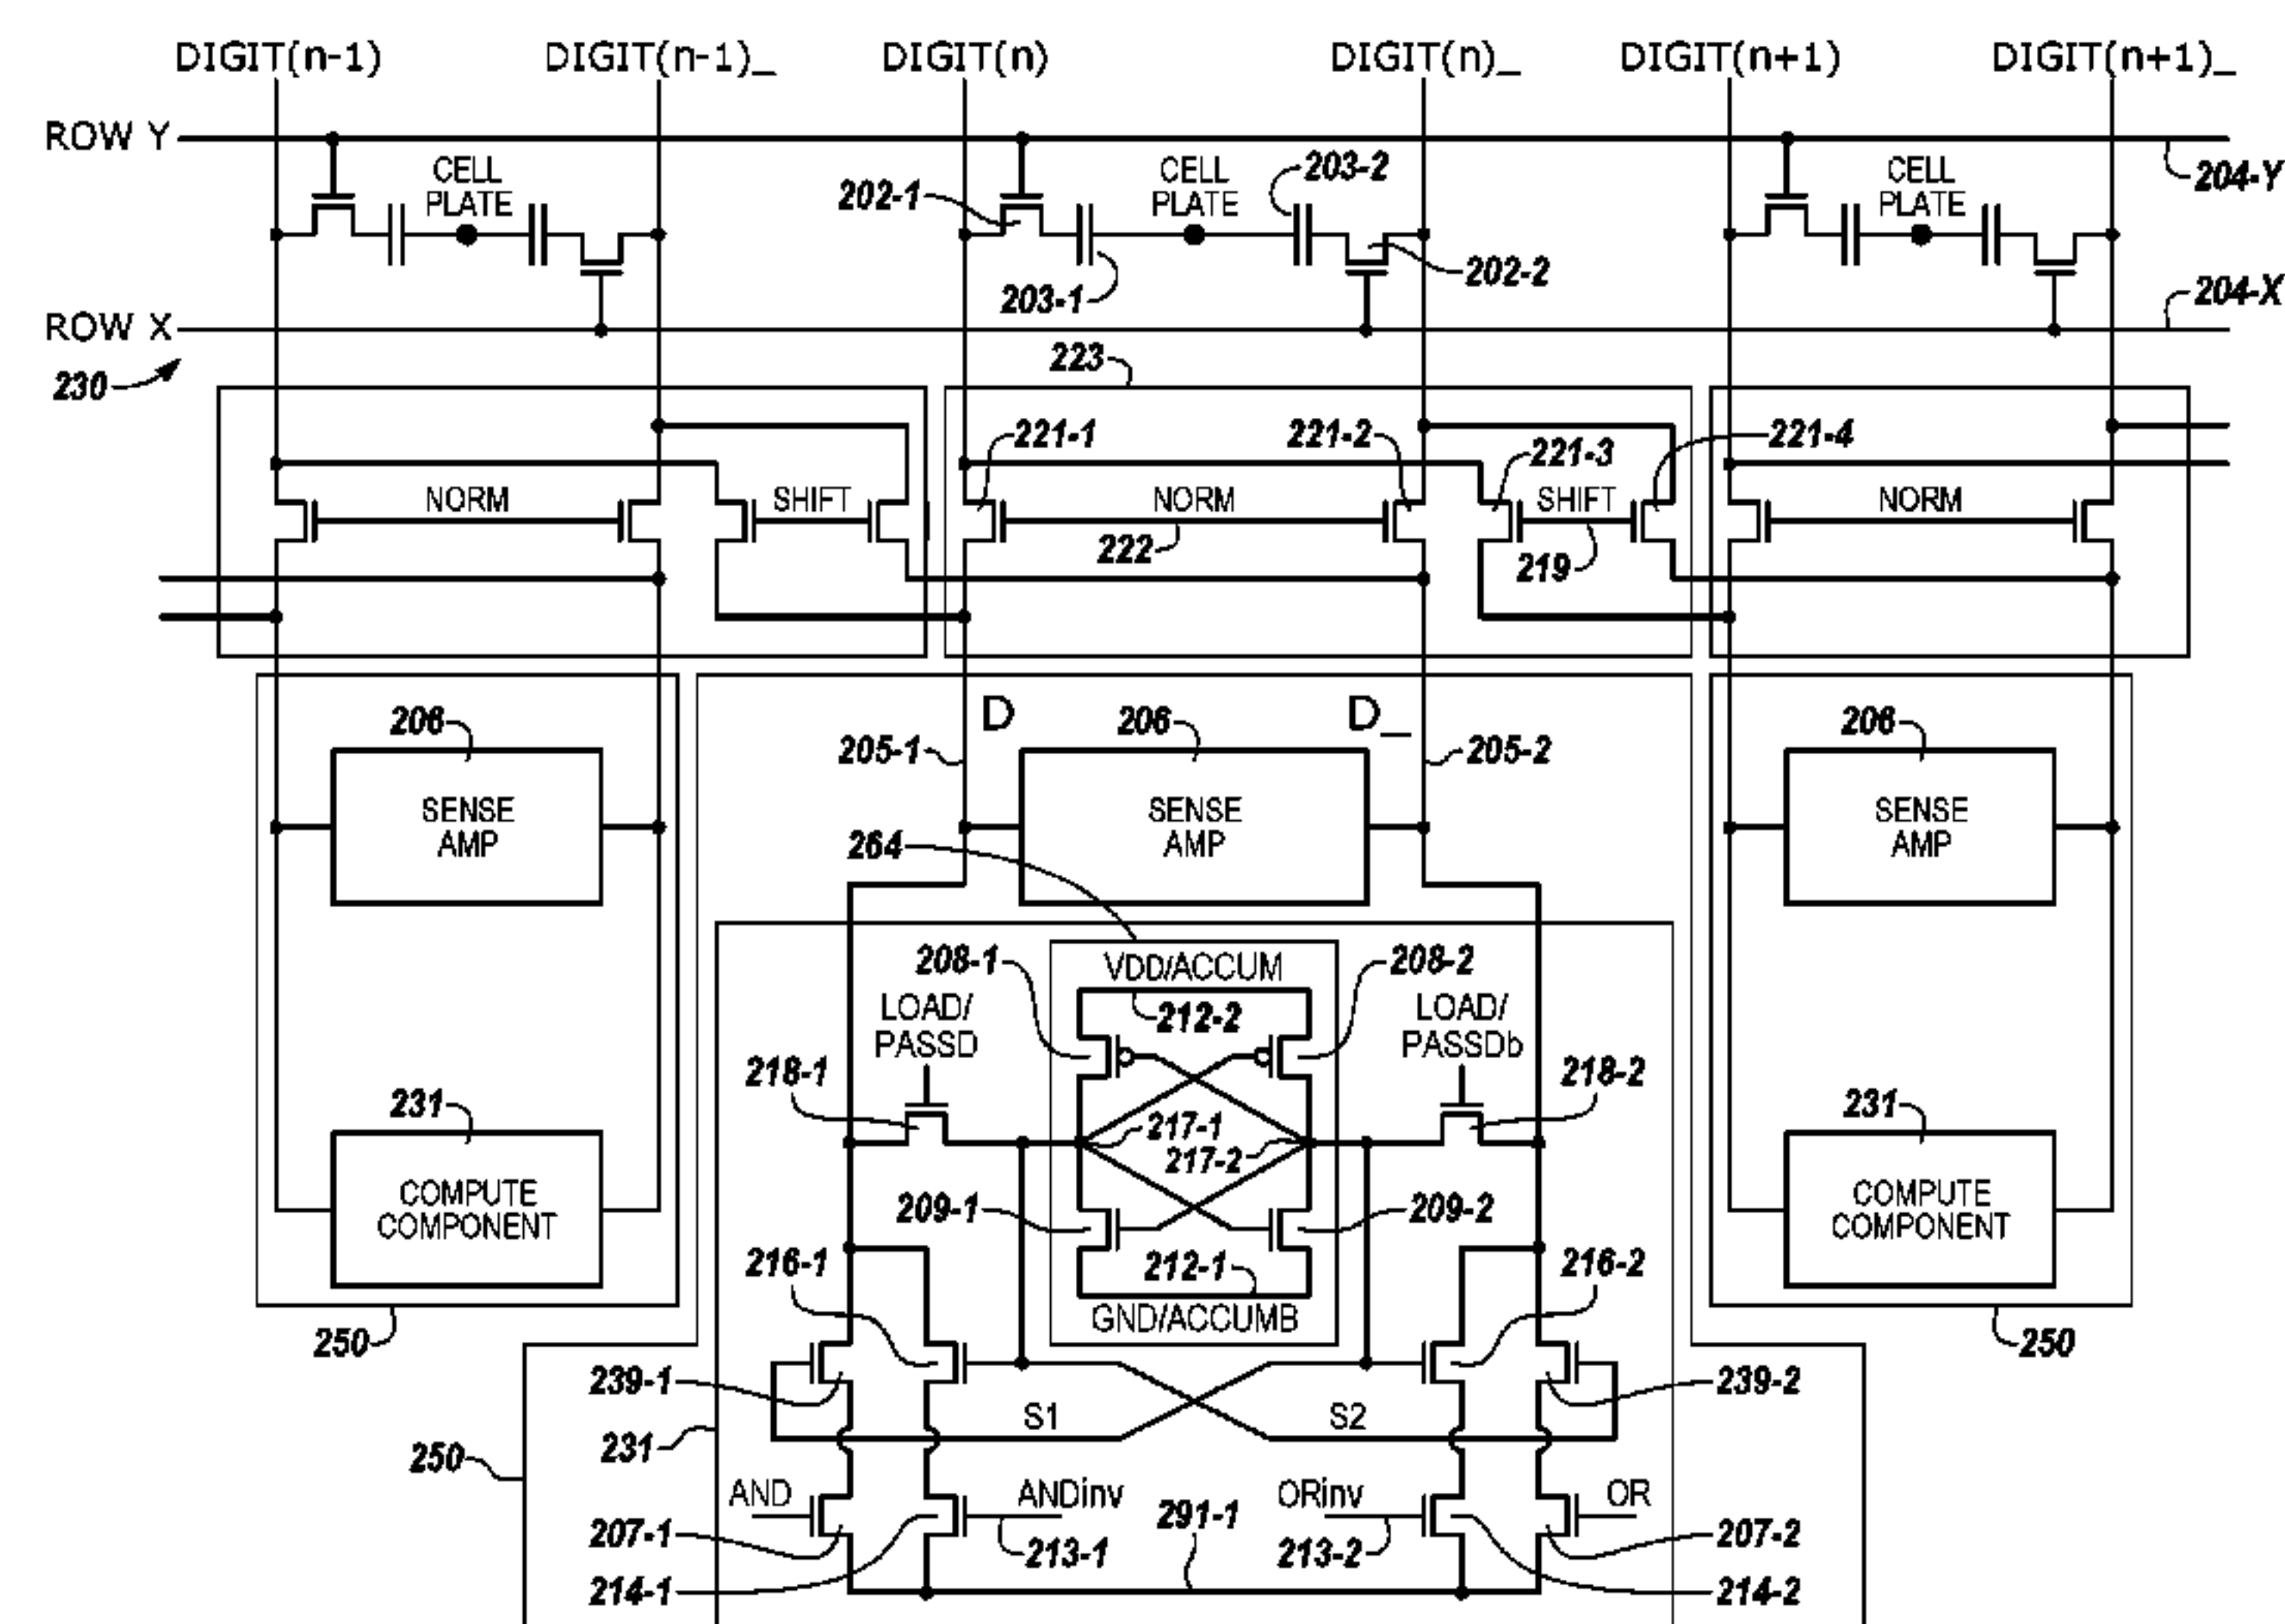 DIGIT(n-1) DIGIT(n-1)_ DIGIT(n) DIGIT(n)_ DIGIT(n+1) DIGIT(n+1)_
ROW Y
CELL PLATE
202-1
CELL PLATE
203-2
CELL PLATE
204-Y
203-1
202-2
ROW X
204-X
230
223
221-1
221-2
221-3
221-4
NORM
SHIFT
NORM
SHIFT
NORM
222
219
D
D_
206
205-1
206
205-2
206
SENSE AMP
SENSE AMP
SENSE AMP
264
208-1
VDD/ACCUM
208-2
LOAD/ PASSD
212-2
LOAD/ PASSDb
218-1
218-2
231
217-1
217-2
231
COMPUTE COMPONENT
209-1
209-2
COMPUTE COMPONENT
216-1
212-1
216-2
GND/ACCUMB
250
250
239-1
239-2
S1
S2
231
250
AND
ANDinv
ORinv
OR
291-1
207-1
213-1
213-2
207-2
214-1
214-2